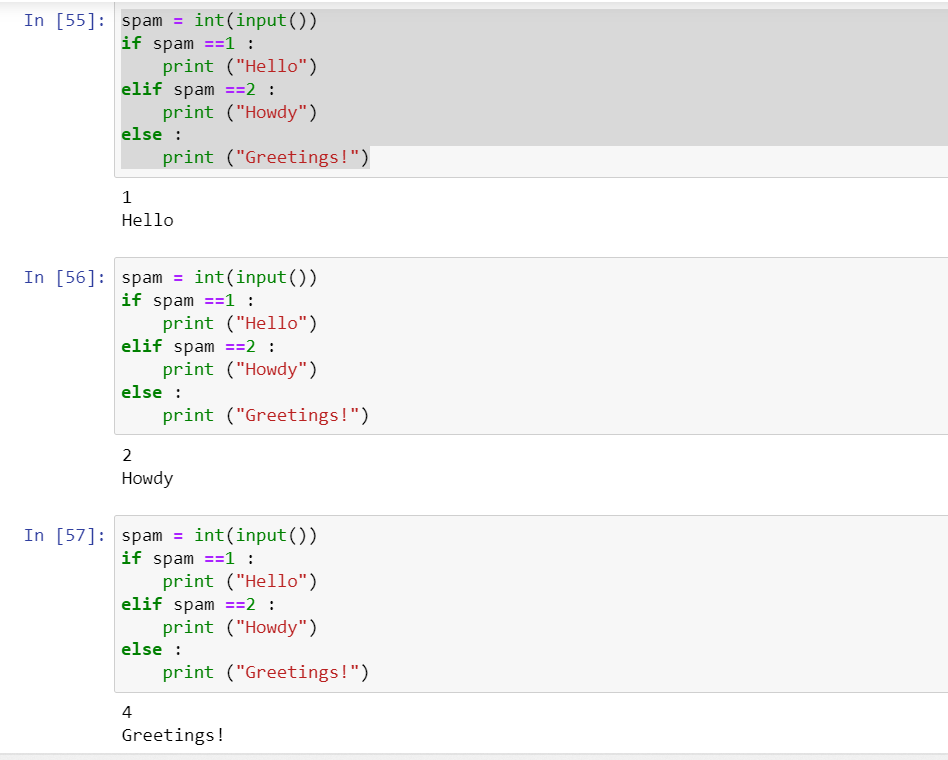 In [55]: spam = int(input())
if spam ==1 :
    print ("Hello")
elif spam ==2 :
    print ("Howdy")
else :
    print ("Greetings!")
1
Hello
In [56]: spam = int(input())
if spam ==1 :
    print ("Hello")
elif spam ==2 :
    print ("Howdy")
else :
    print ("Greetings!")
2
Howdy
In [57]: spam = int(input())
if spam ==1 :
    print ("Hello")
elif spam ==2 :
    print ("Howdy")
else :
    print ("Greetings!")
4
Greetings!